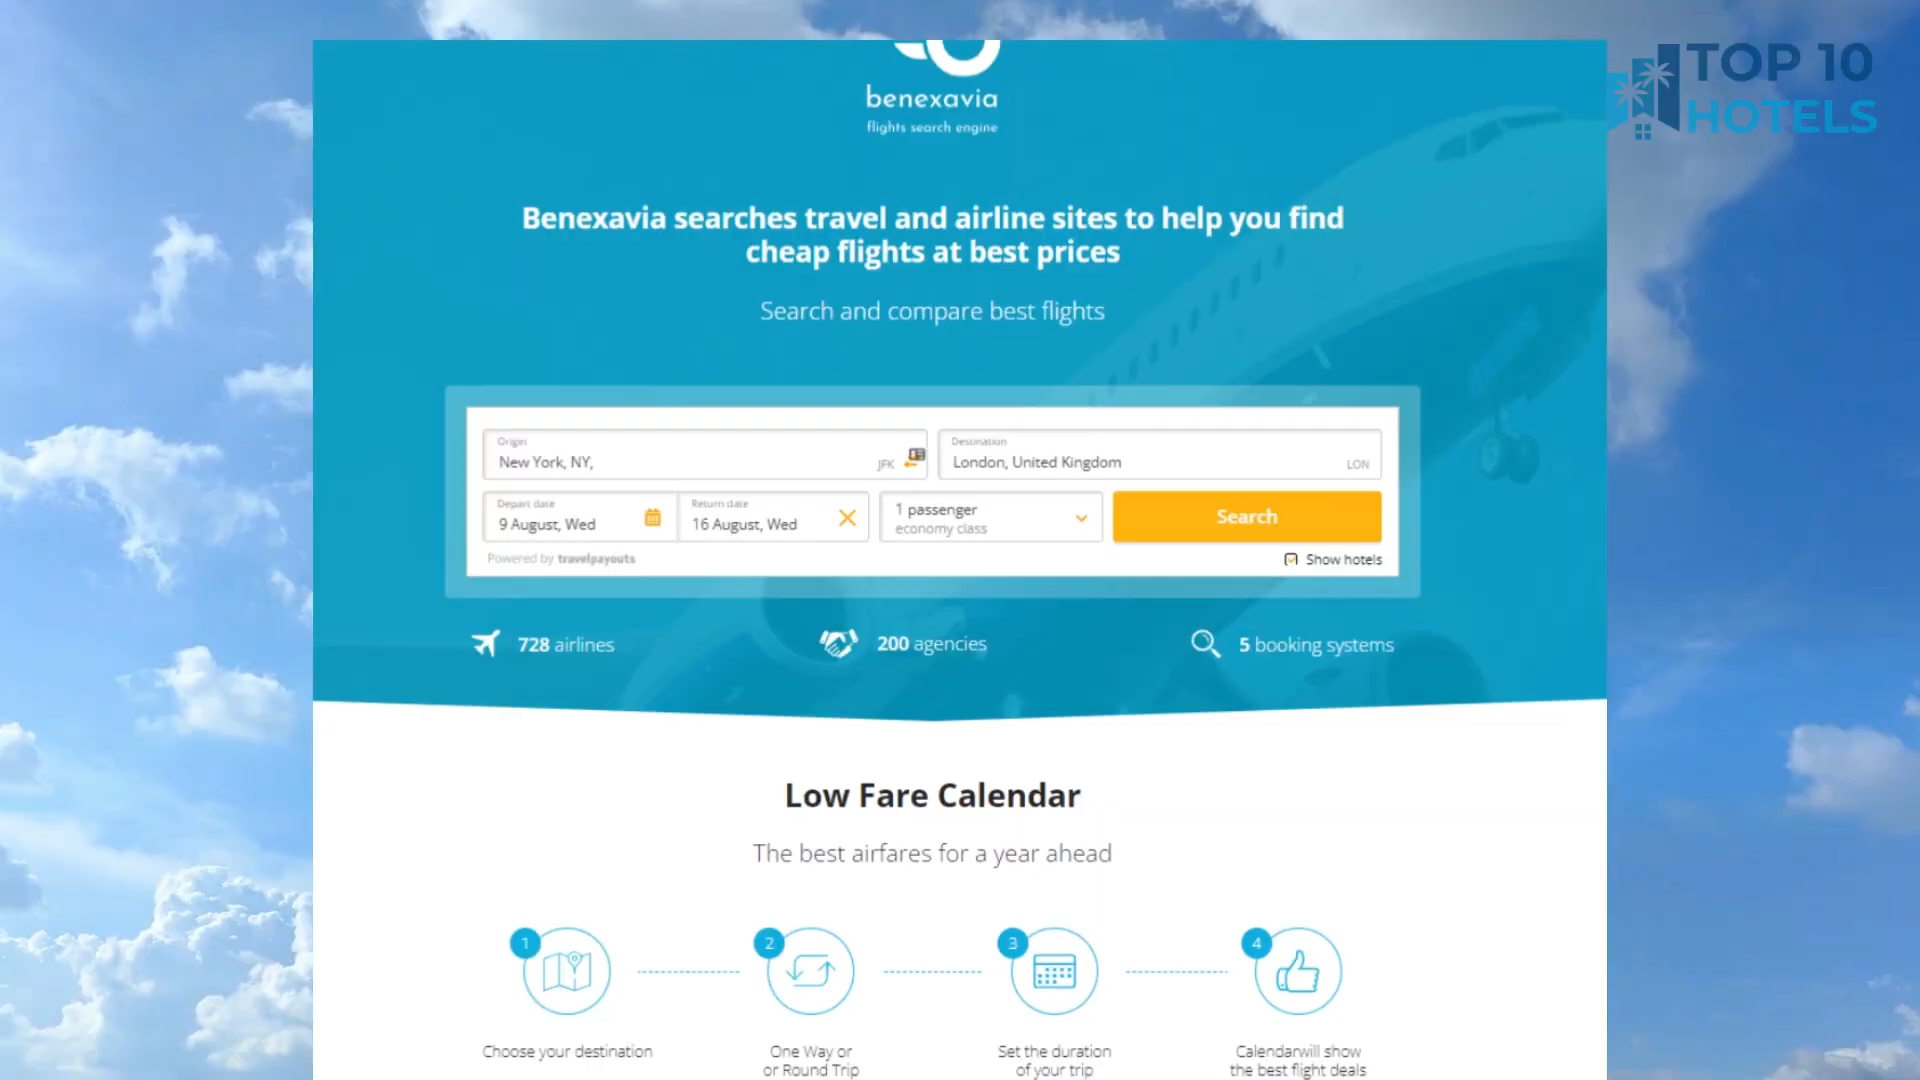 TOP 10
HOTELS
benexavia
flights search engine
Benexavia searches travel and airline sites to help you find
cheap flights at best prices
Search and compare best flights
Origin
New York, NY,
JFK
Destination
London, United Kingdom
LON
Depart date
9 August, Wed
Return date
16 August, Wed
1 passenger
economy class
Search
Powered by travelpayouts
Show hotels
728 airlines
200 agencies
5 booking systems
Low Fare Calendar
The best airfares for a year ahead
1
2
3
4
Choose your destination
One Way or
or Round Trip
Set the duration
of your trip
Calendarwill show
the best flight deals